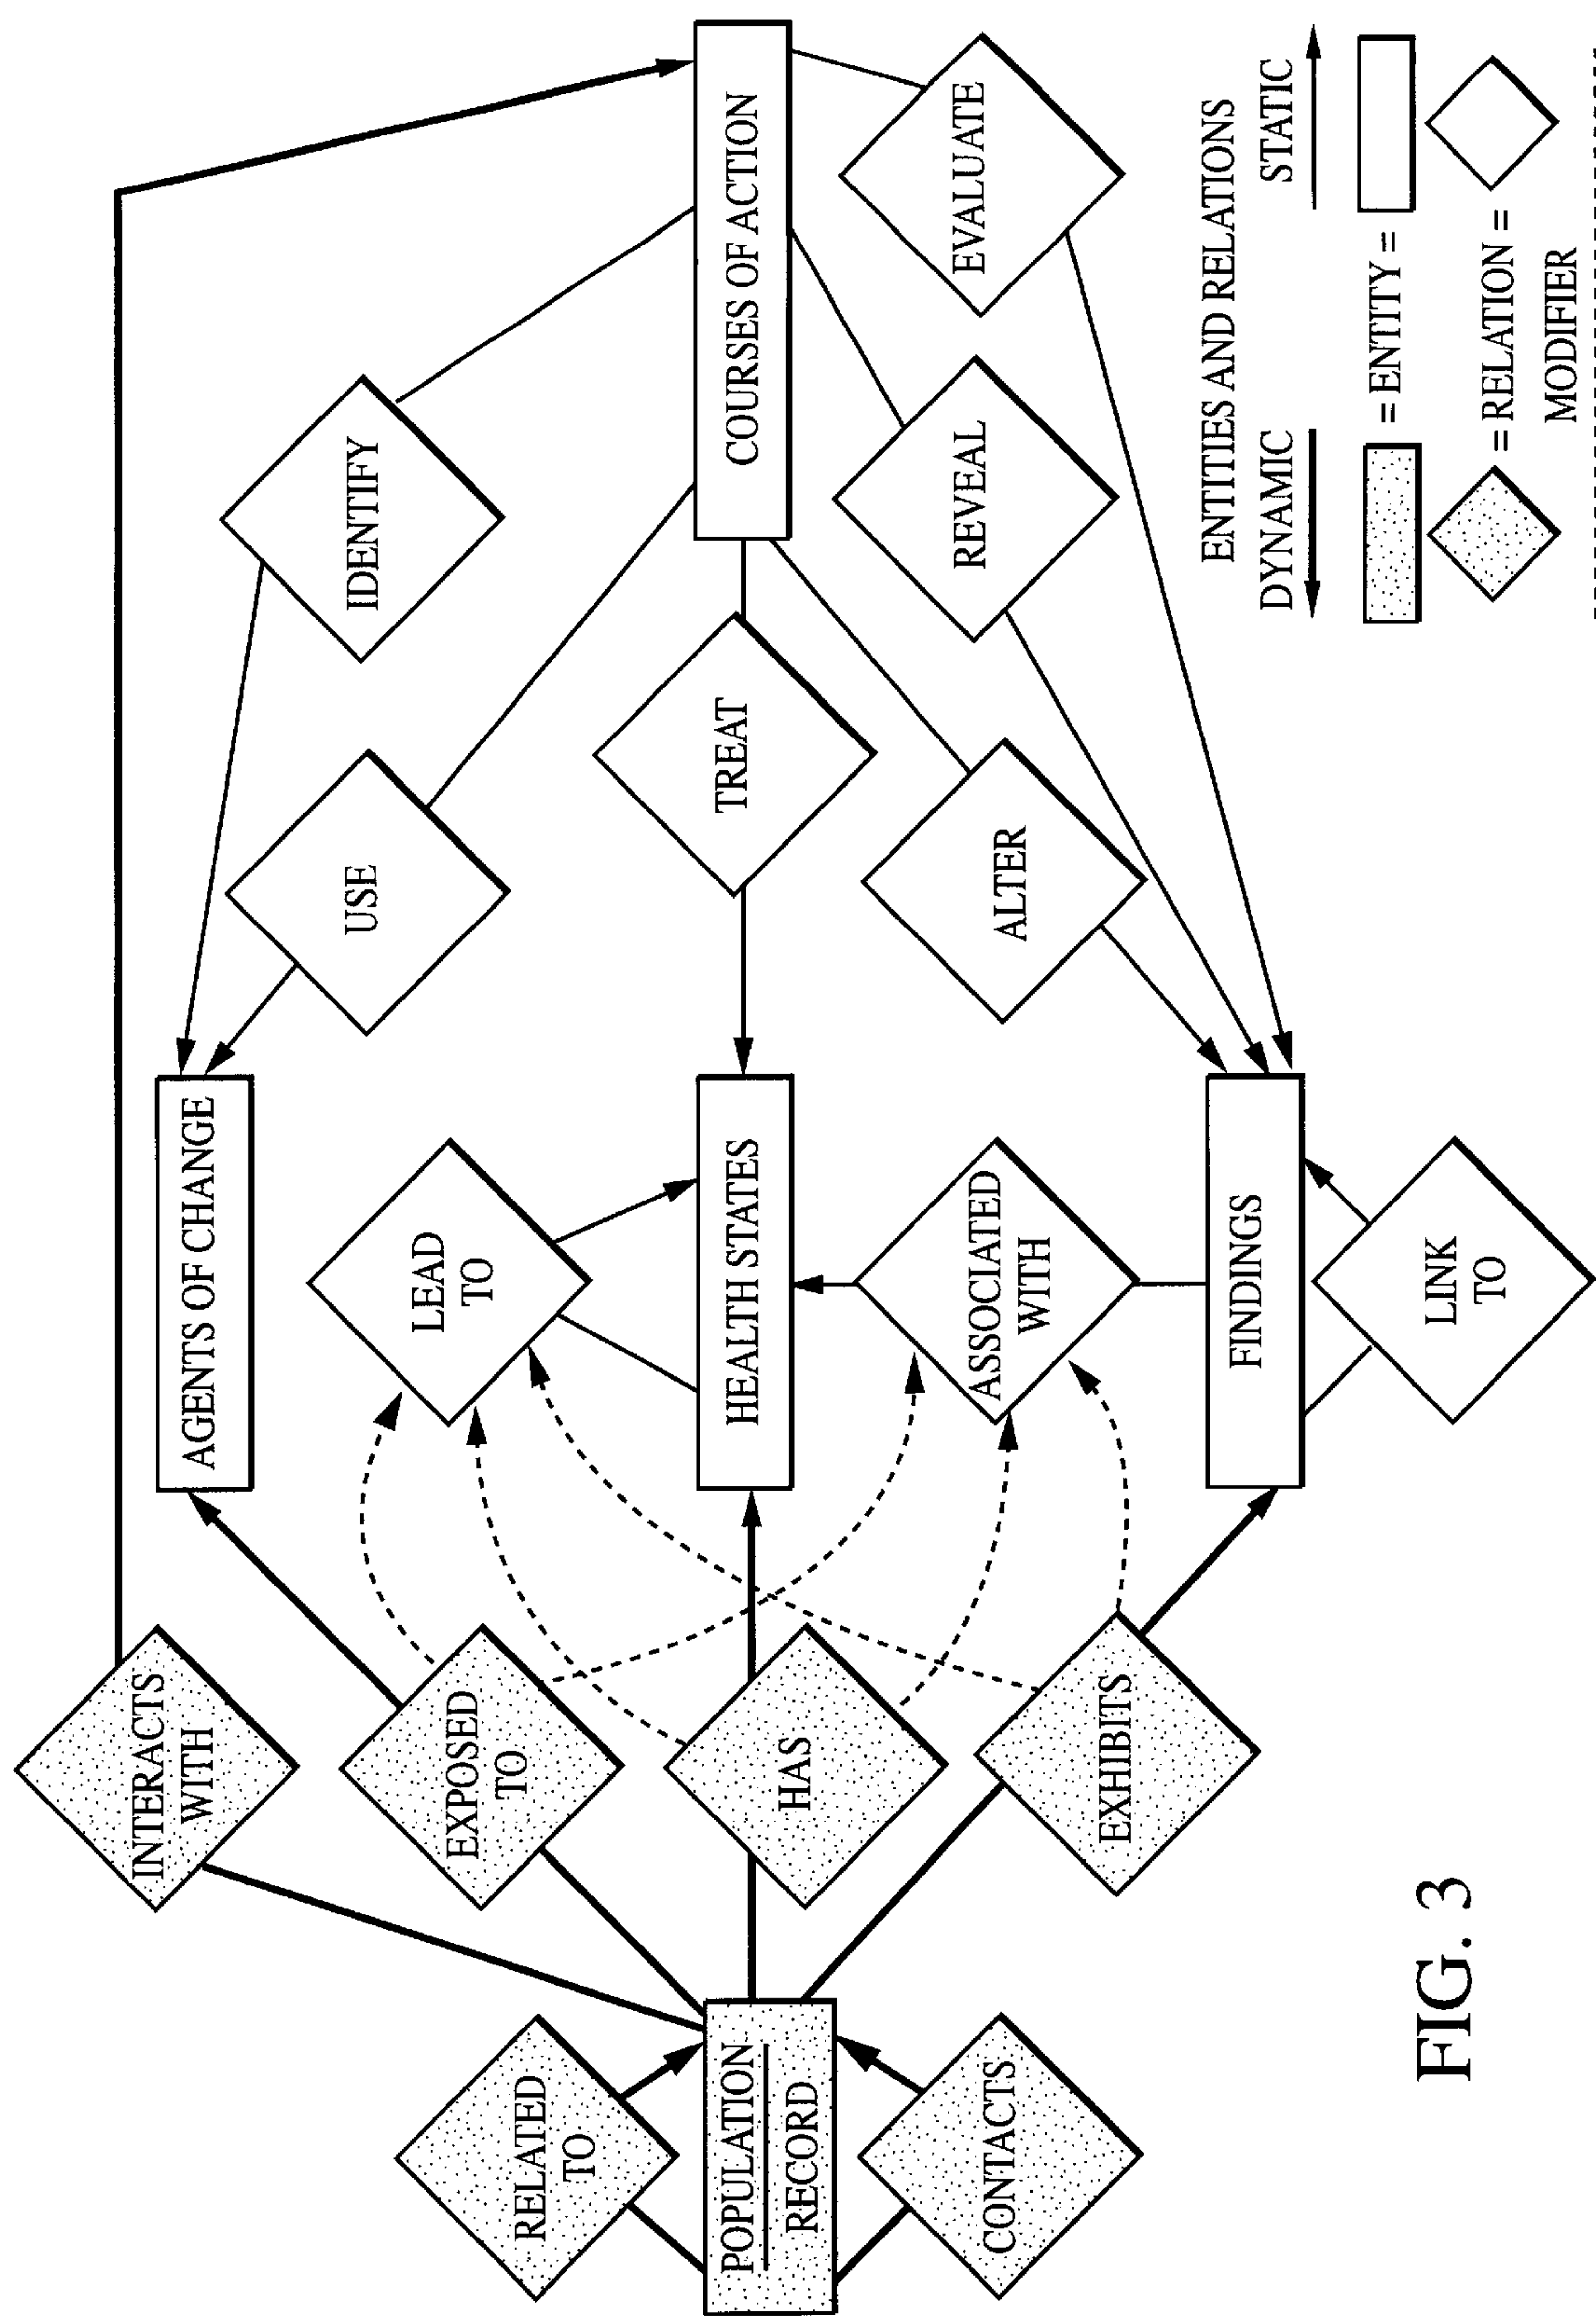 INTERACTS
WITH
AGENTS OF CHANGE
USE
IDENTIFY
RELATED
TO
EXPOSED
TO
LEAD
TO
POPULATION
RECORD
HAS
HEALTH STATES
TREAT
COURSES OF ACTION
CONTACTS
EXHIBITS
ASSOCIATED
WITH
ALTER
REVEAL
EVALUATE
FINDINGS
LINK
TO
ENTITIES AND RELATIONS
DYNAMIC STATIC
= ENTITY =
= RELATION =
MODIFIER
FIG. 3